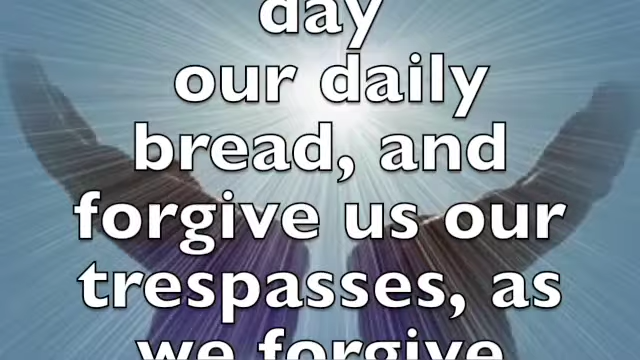 day
our daily
bread, and
forgive us our
trespasses, as
we forgive